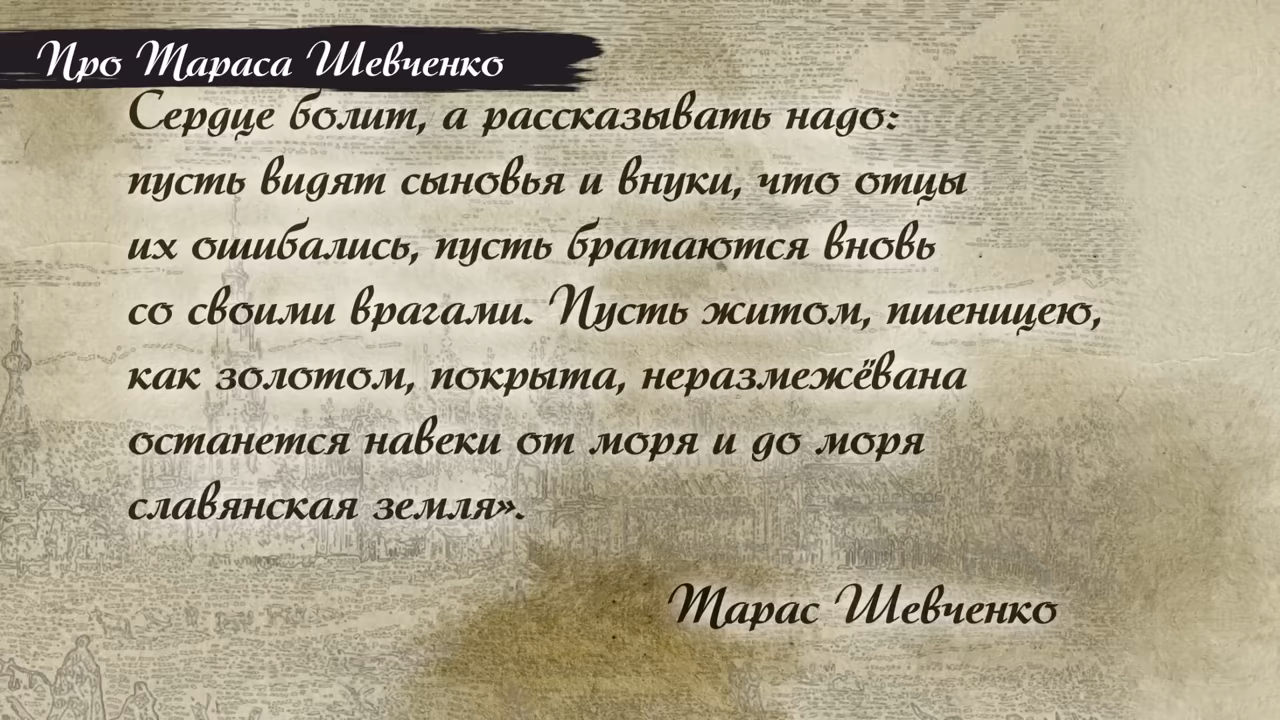 Про Тараса Шевченко
Сердце болит, а рассказывать надо:
пусть видят сыновья и внуки, что отцы
их ошибались, пусть братаются вновь
со своими врагами. Пусть житом, пшеницею,
как золотом, покрыта, неразмежёвана
останется навеки от моря и до моря
славянская земля».
Тарас Шевченко